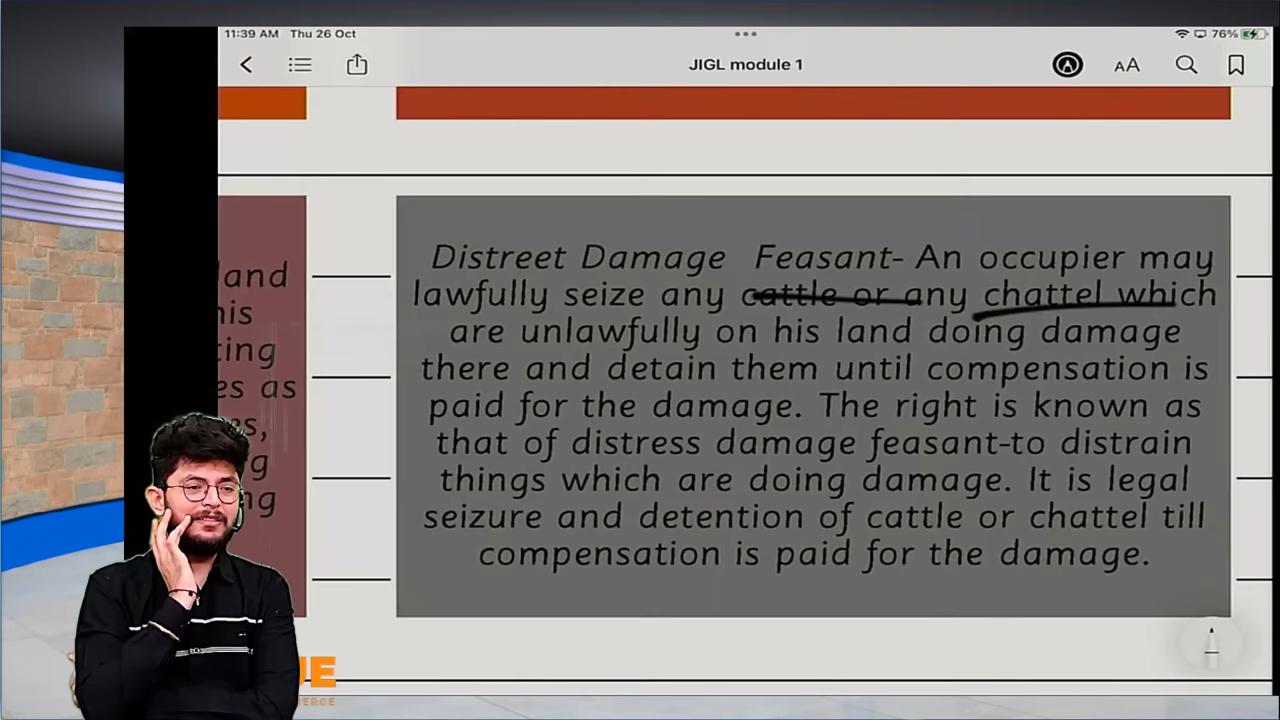 11:39 AM Thu 26 Oct
76%
JIGL module 1
AA
land
his
ting
es as
es,
g
ng
Distreet Damage Feasant- An occupier may
lawfully seize any cattle or any chattel which
are unlawfully on his land doing damage
there and detain them until compensation is
paid for the damage. The right is known as
that of distress damage feasant-to distrain
things which are doing damage. It is legal
seizure and detention of cattle or chattel till
compensation is paid for the damage.
UE
ERCE